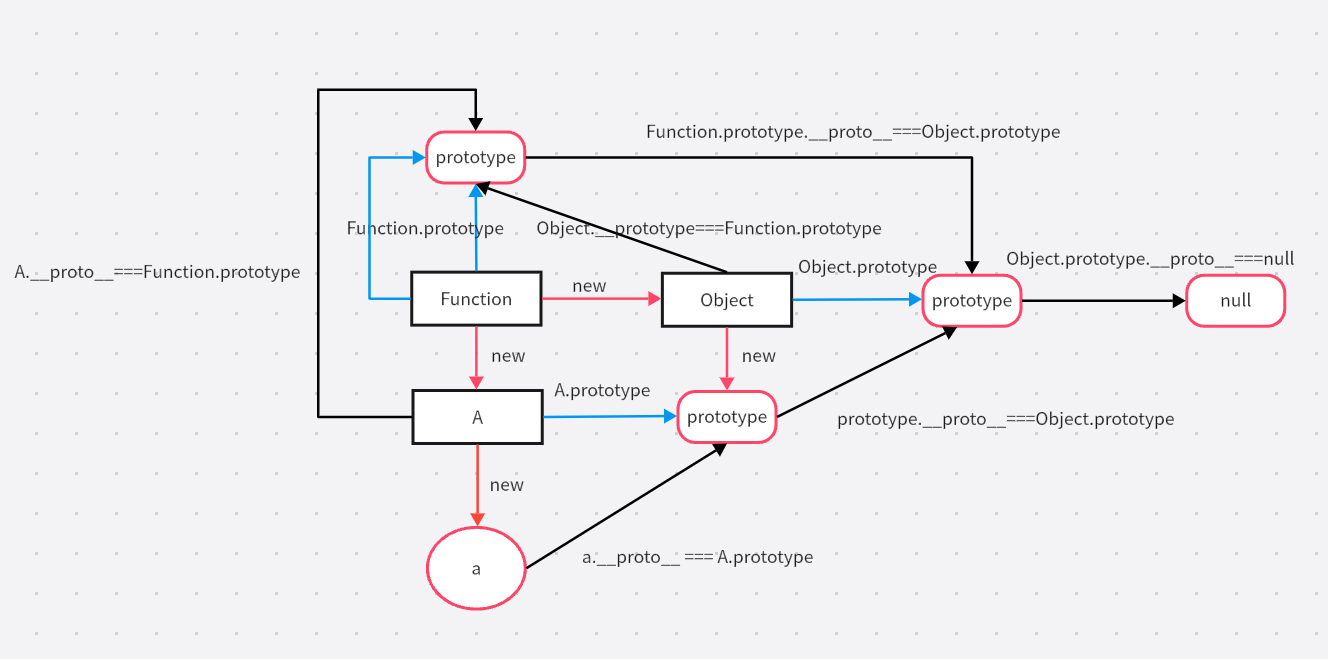 Function.prototype.__proto__===Object.prototype
prototype
Function.prototype
Object.__prototype===Function.prototype
A.__proto__===Function.prototype
Object.prototype
Object.prototype.__proto__===null
Function
new
Object
prototype
null
new
new
A.prototype
A
prototype
prototype.__proto__===Object.prototype
new
a.__proto__ === A.prototype
a